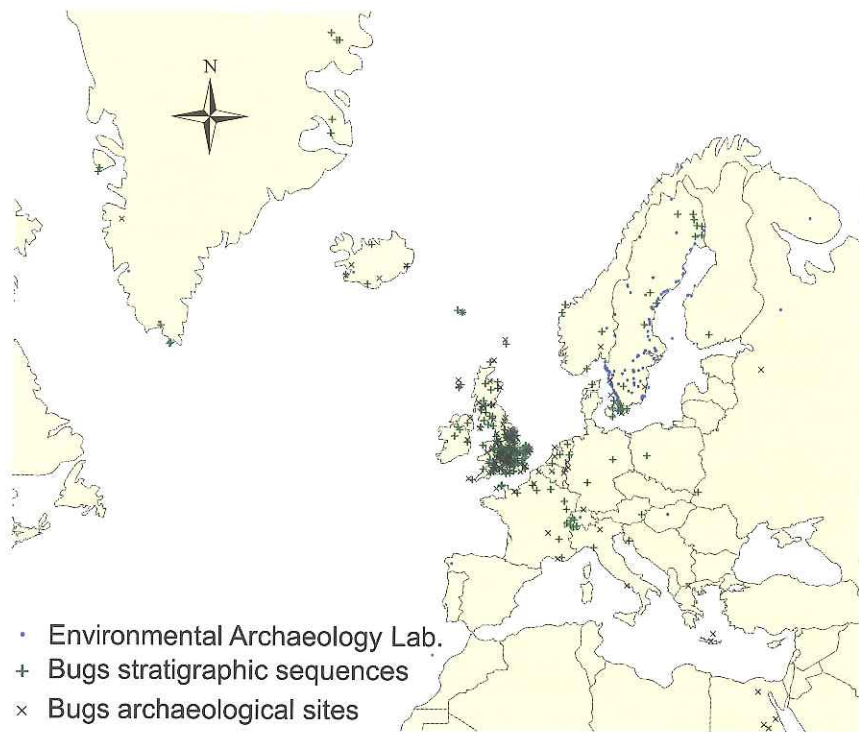 N
Environmental Archaeology Lab.
Bugs stratigraphic sequences
Bugs archaeological sites